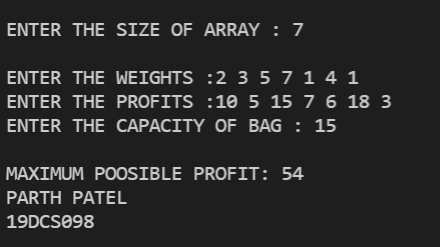 ENTER THE SIZE OF ARRAY : 7
ENTER THE WEIGHTS :2 3 5 7 1 4 1
ENTER THE PROFITS :10 5 15 7 6 18 3
ENTER THE CAPACITY OF BAG : 15
MAXIMUM POOSIBLE PROFIT: 54
PARTH PATEL
19DCS098